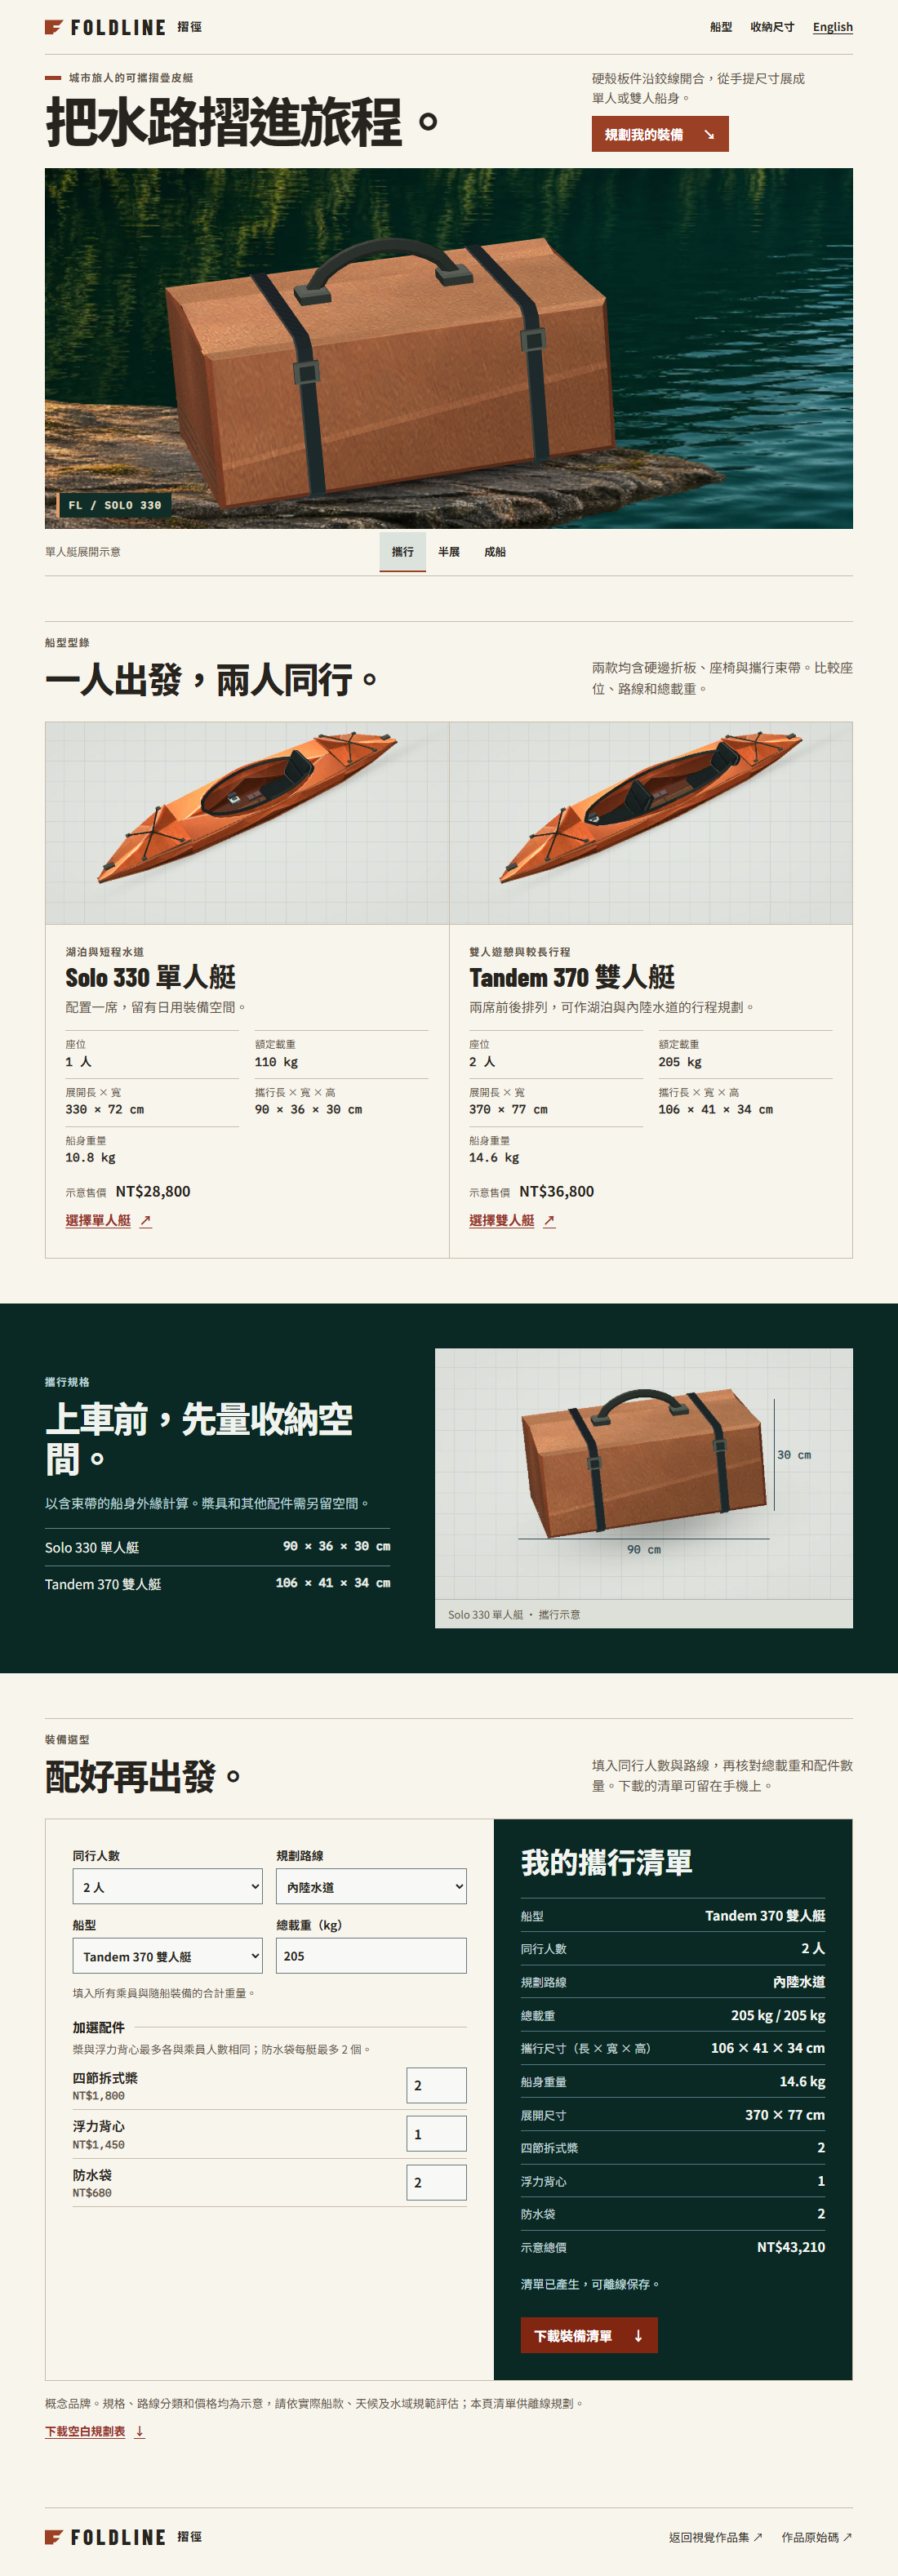 FOLDLINE 摺徑
船型 收納尺寸 English
城市旅人的可攜摺疊皮艇
把水路摺進旅程。
硬殼板件沿鉸線開合，從手提尺寸展成
單人或雙人船身。
規劃我的裝備 ↘
FL / SOLO 330
單人艇展開示意
攜行 半展 成船
船型型錄
一人出發，兩人同行。
兩款均含硬邊折板、座椅與攜行束帶。比較座
位、路線和總載重。
湖泊與短程水道
Solo 330 單人艇
配置一席，留有日用裝備空間。
座位
1 人
額定載重
110 kg
展開長 × 寬
330 × 72 cm
攜行長 × 寬 × 高
90 × 36 × 30 cm
船身重量
10.8 kg
示意售價 NT$28,800
選擇單人艇 ↗
雙人遊憩與較長行程
Tandem 370 雙人艇
兩席前後排列，可作湖泊與內陸水道的行程規劃。
座位
2 人
額定載重
205 kg
展開長 × 寬
370 × 77 cm
攜行長 × 寬 × 高
106 × 41 × 34 cm
船身重量
14.6 kg
示意售價 NT$36,800
選擇雙人艇 ↗
攜行規格
上車前，先量收納空
間。
以含束帶的船身外緣計算。槳具和其他配件需另留空間。
Solo 330 單人艇 90 × 36 × 30 cm
Tandem 370 雙人艇 106 × 41 × 34 cm
30 cm
90 cm
Solo 330 單人艇 · 攜行示意
裝備選型
配好再出發。
填入同行人數與路線，再核對總載重和配件數
量。下載的清單可留在手機上。
同行人數
2 人
規劃路線
內陸水道
船型
Tandem 370 雙人艇
總載重（kg）
205
填入所有乘員與隨船裝備的合計重量。
加選配件
槳與浮力背心最多各與乘員人數相同；防水袋每艇最多 2 個。
四節拆式槳
NT$1,800
2
浮力背心
NT$1,450
1
防水袋
NT$680
2
我的攜行清單
船型 Tandem 370 雙人艇
同行人數 2 人
規劃路線 內陸水道
總載重 205 kg / 205 kg
攜行尺寸（長 × 寬 × 高） 106 × 41 × 34 cm
船身重量 14.6 kg
展開尺寸 370 × 77 cm
四節拆式槳 2
浮力背心 1
防水袋 2
示意總價 NT$43,210
清單已產生，可離線保存。
下載裝備清單 ↓
概念品牌。規格、路線分類和價格均為示意，請依實際船款、天候及水域規範評估；本頁清單供離線規劃。
下載空白規劃表 ↓
FOLDLINE 摺徑
返回視覺作品集 ↗ 作品原始碼 ↗